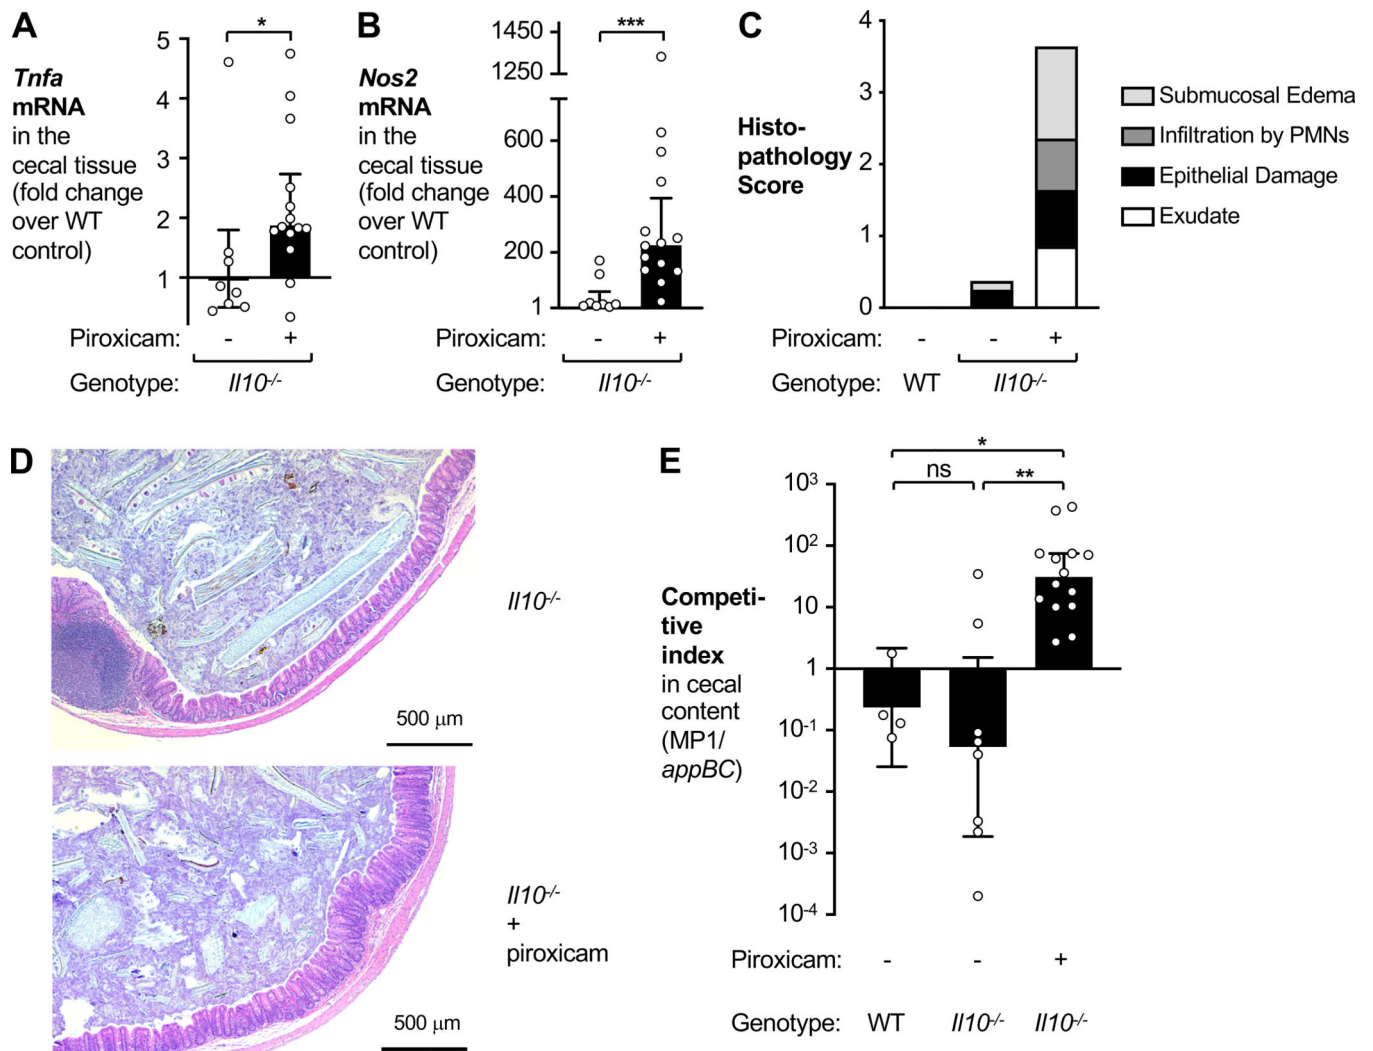 A
Tnfa
mRNA
in the
cecal tissue
(fold change
over WT
control)
5
4
3
2
1
*
Piroxicam: - +
Genotype: Il10-/-
B
Nos2
mRNA
in the
cecal tissue
(fold change
over WT
control)
1450
1250
600
400
200
1
***
Piroxicam: - +
Genotype: Il10-/-
C
Histo-
pathology
Score
4
3
2
1
0
Piroxicam: - - +
Genotype: WT Il10-/-
Submucosal Edema
Infiltration by PMNs
Epithelial Damage
Exudate
D
Il10-/-
500 μm
Il10-/-
+
piroxicam
500 μm
E
Competi-
tive
index
in cecal
content
(MP1/
appBC)
*
ns **
10³
10²
10
1
10⁻¹
10⁻²
10⁻³
10⁻⁴
Piroxicam: - - +
Genotype: WT Il10-/- Il10-/-